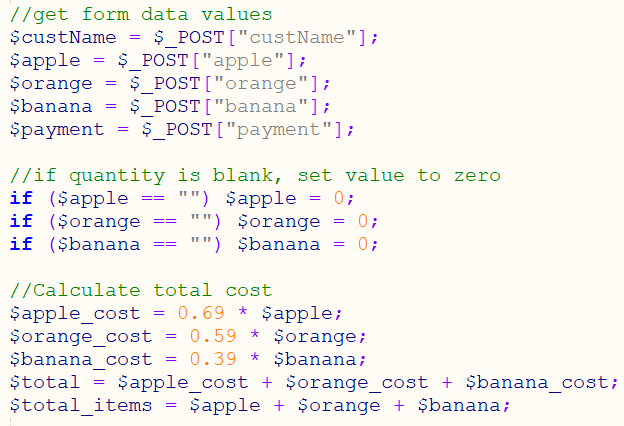 //get form data values
$custName = $_POST["custName"];
$apple = $_POST["apple"];
$orange = $_POST["orange"];
$banana = $_POST["banana"];
$payment = $_POST["payment"];
//if quantity is blank, set value to zero
if ($apple == "") $apple = 0;
if ($orange == "") $orange = 0;
if ($banana == "") $banana = 0;
//Calculate total cost
$apple_cost = 0.69 * $apple;
$orange_cost = 0.59 * $orange;
$banana_cost = 0.39 * $banana;
$total = $apple_cost + $orange_cost + $banana_cost;
$total_items = $apple + $orange + $banana;